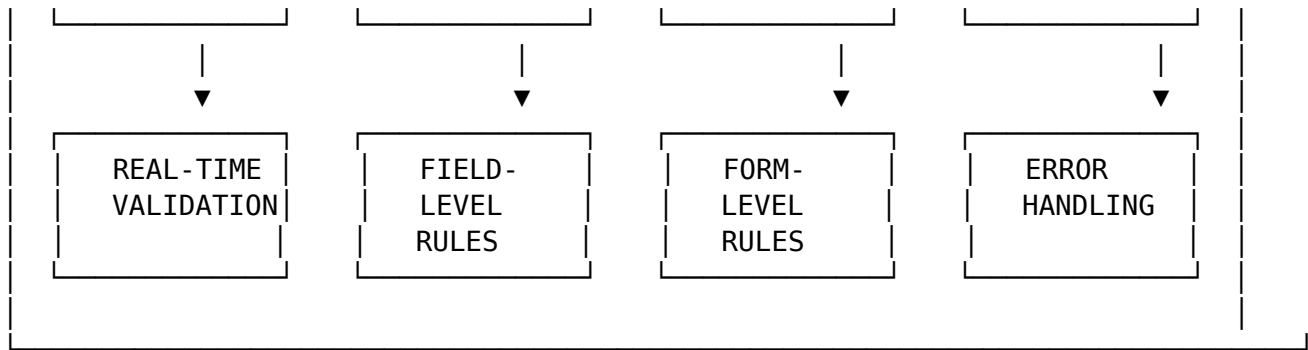 REAL-TIME
VALIDATION
FIELD-
LEVEL
RULES
FORM-
LEVEL
RULES
ERROR
HANDLING